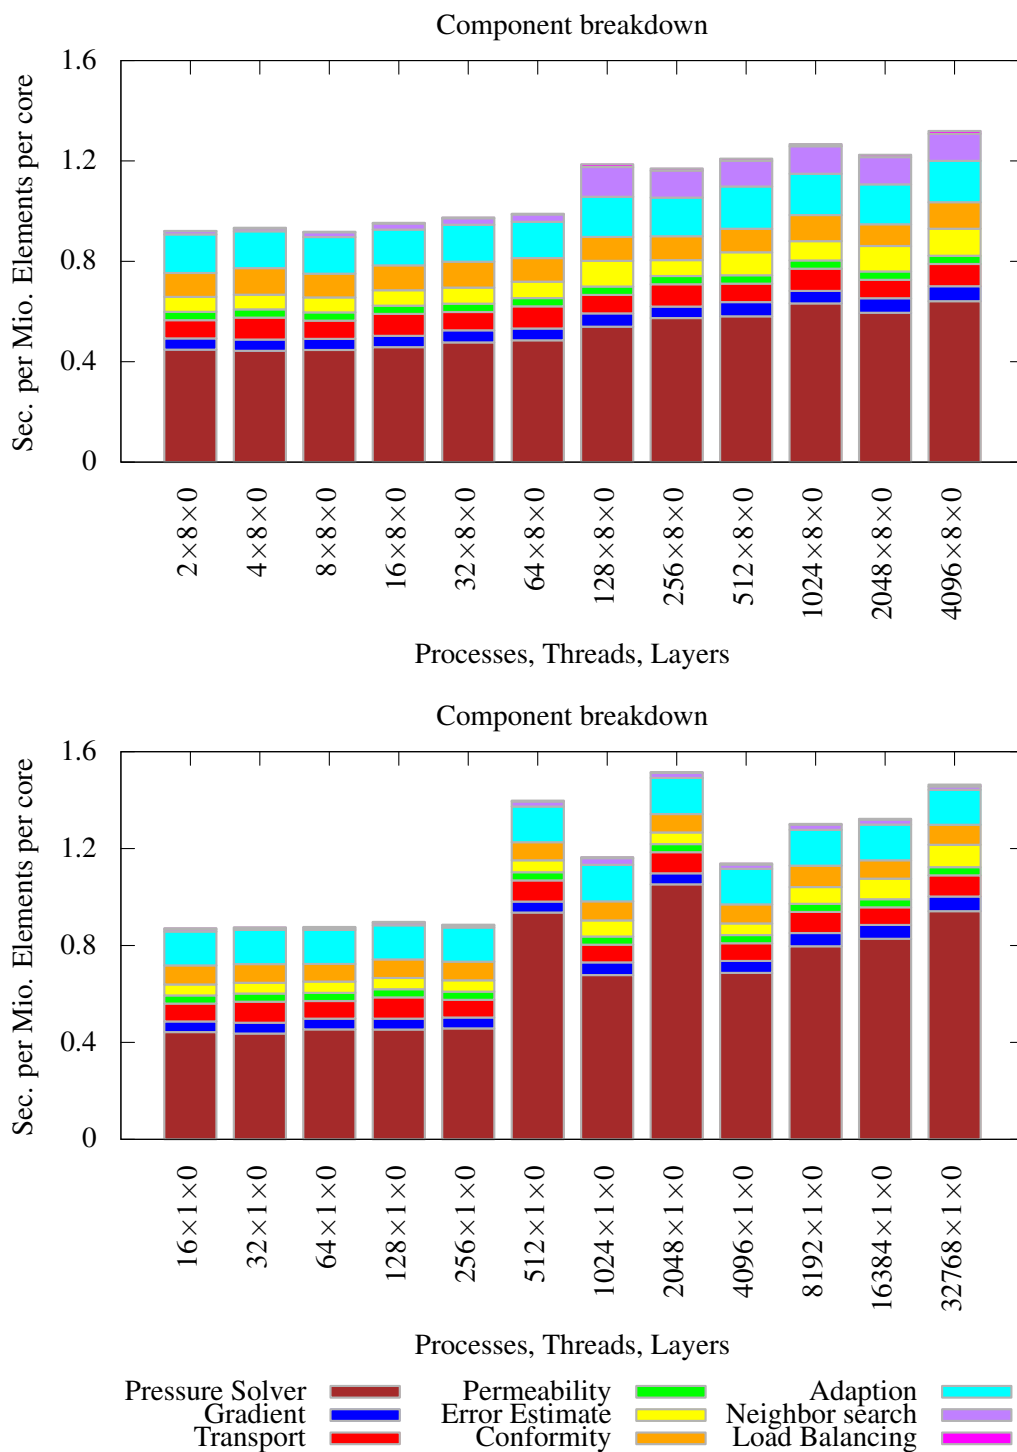 Component breakdown
Sec. per Mio. Elements per core
1.6
1.2
0.8
0.4
0
2×8×0
4×8×0
8×8×0
16×8×0
32×8×0
64×8×0
128×8×0
256×8×0
512×8×0
1024×8×0
2048×8×0
4096×8×0
Processes, Threads, Layers
Component breakdown
Sec. per Mio. Elements per core
1.6
1.2
0.8
0.4
0
16×1×0
32×1×0
64×1×0
128×1×0
256×1×0
512×1×0
1024×1×0
2048×1×0
4096×1×0
8192×1×0
16384×1×0
32768×1×0
Processes, Threads, Layers
Pressure Solver
Gradient
Transport
Permeability
Error Estimate
Conformity
Adaption
Neighbor search
Load Balancing